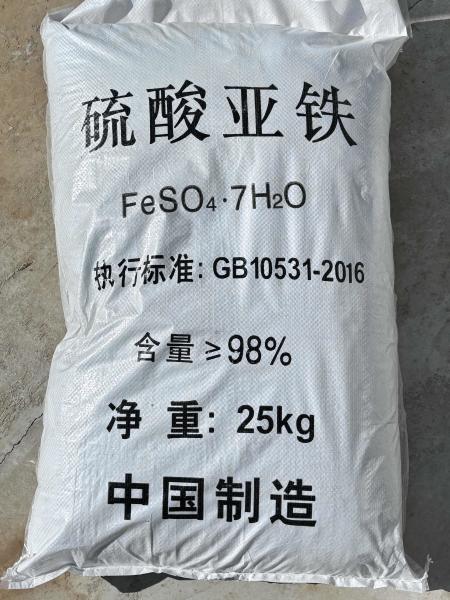 硫酸亚铁
FeSO₄·7H₂O
执行标准：GB10531-2016
含量≥98%
净 重：25kg
中国制造